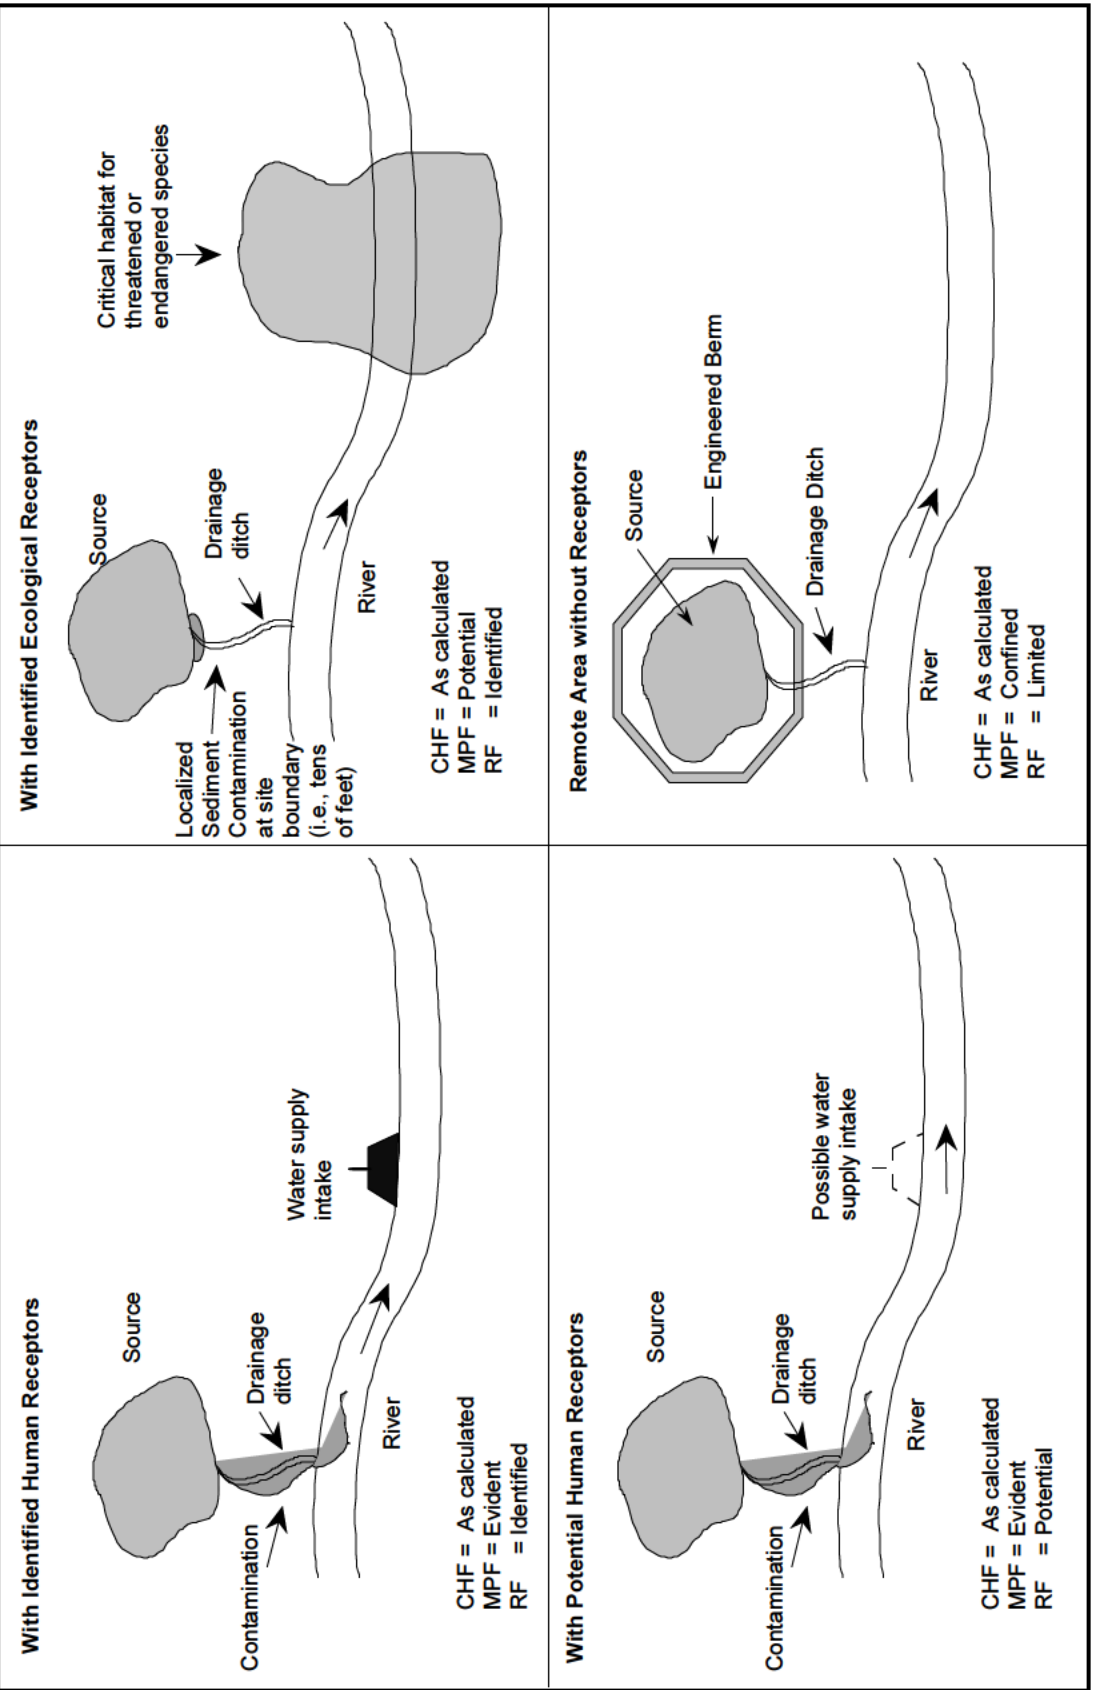 With Identified Human Receptors
Source
Contamination
Drainage
ditch
River
Water supply
intake
CHF = As calculated
MPF = Evident
RF = Identified
With Identified Ecological Receptors
Source
Localized
Sediment
Contamination
at site
boundary
(i.e., tens
of feet)
Drainage
ditch
River
Critical habitat for
threatened or
endangered species
CHF = As calculated
MPF = Potential
RF = Identified
With Potential Human Receptors
Source
Contamination
Drainage
ditch
River
Possible water
supply intake
CHF = As calculated
MPF = Evident
RF = Potential
Remote Area without Receptors
Source
Engineered Berm
Drainage Ditch
River
CHF = As calculated
MPF = Confined
RF = Limited